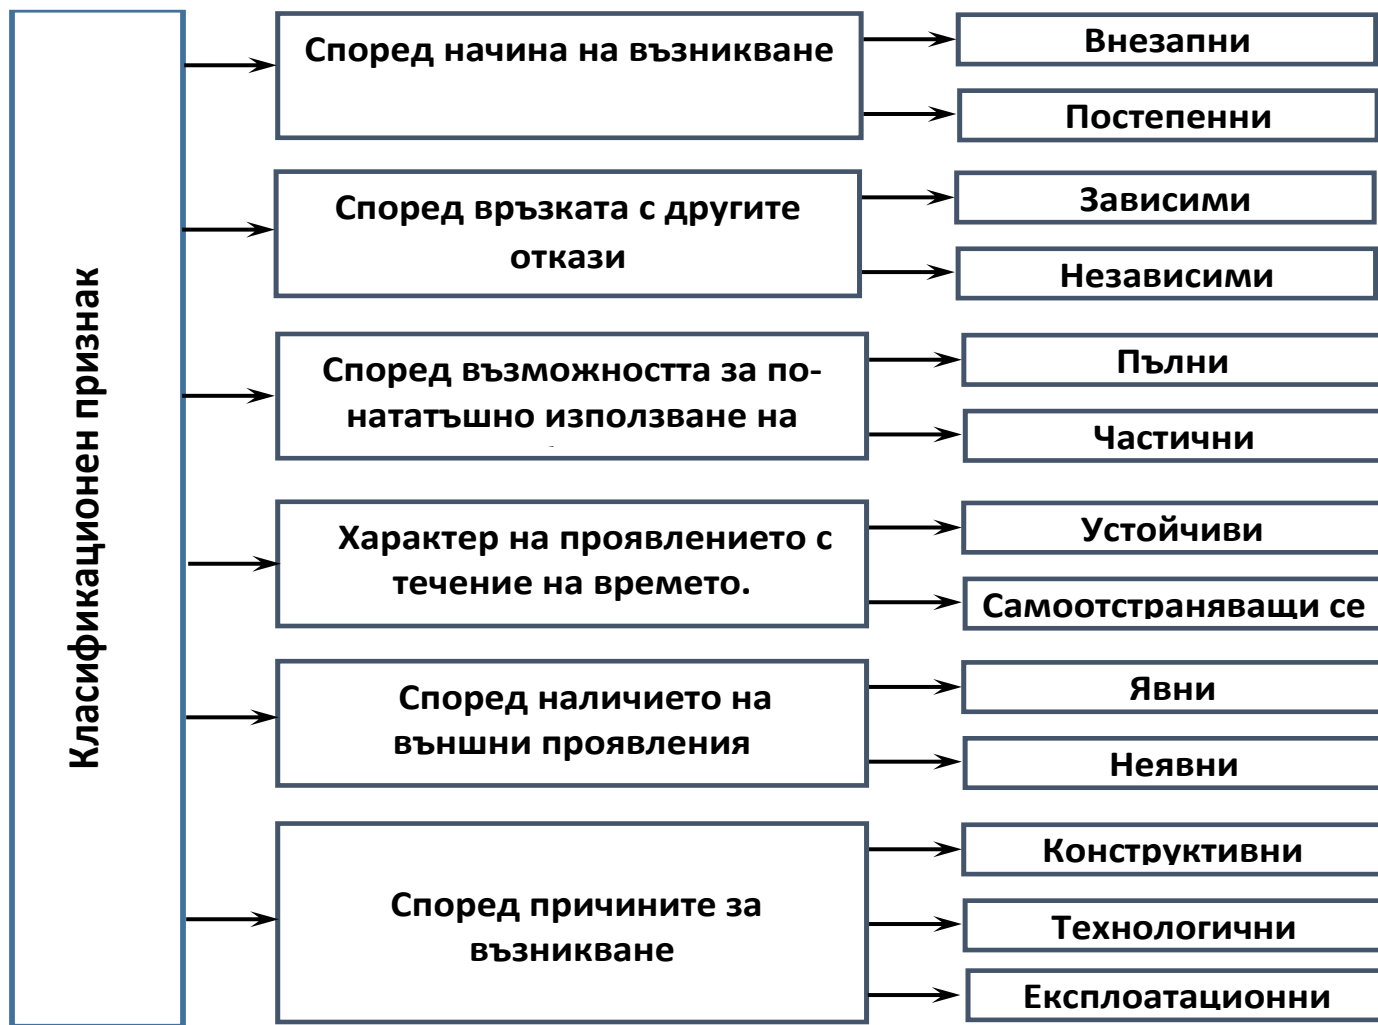 Класификационен признак
Според начина на възникване
Внезапни
Постепенни
Според връзката с другите
откази
Зависими
Независими
Според възможността за по-
нататъшно използване на
Пълни
Частични
Характер на проявлението с
течение на времето.
Устойчиви
Самоотстраняващи се
Според наличието на
външни проявления
Явни
Неявни
Според причините за
възникване
Конструктивни
Технологични
Експлоатационни